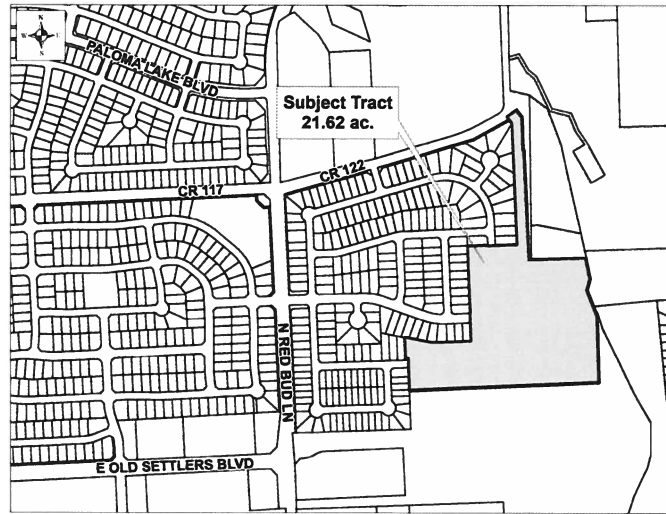 N
W E
S
PALOMA LAKE BLVD
Subject Tract
21.62 ac.
CR 122
CR 117
N RED BUD LN
E OLD SETTLERS BLVD